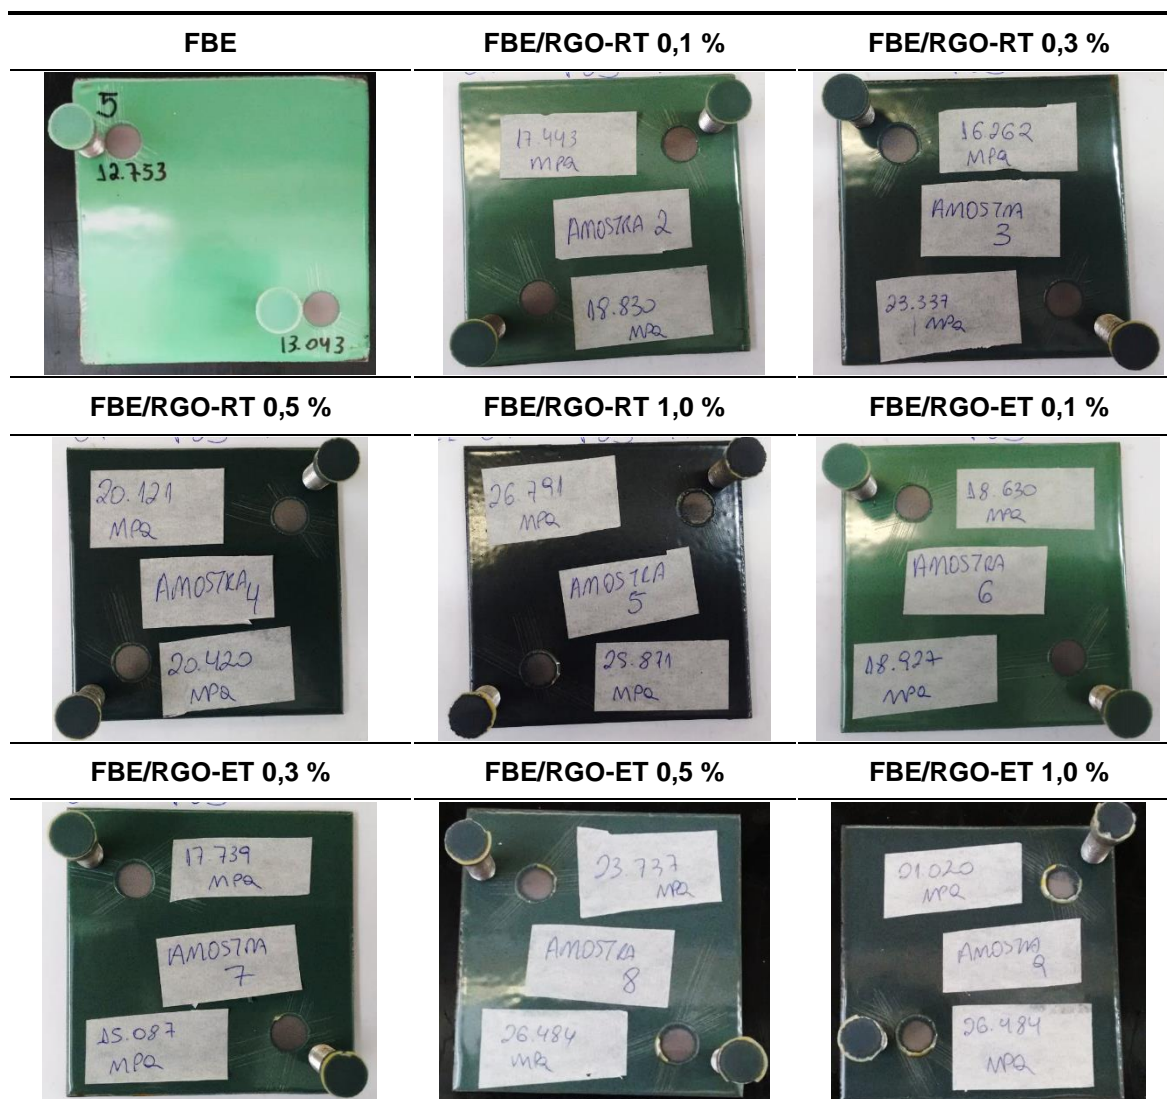 FBE
5
12.753
13.043
FBE/RGO-RT 0,1 %
17.443
MPa
AMOSTRA 2
18.830
MPa
FBE/RGO-RT 0,3 %
16.262
MPa
AMOSTRA
3
23.337
MPa
FBE/RGO-RT 0,5 %
20.121
MPa
AMOSTRA 4
20.420
MPa
FBE/RGO-RT 1,0 %
26.791
MPa
AMOSTRA
5
25.871
MPa
FBE/RGO-ET 0,1 %
18.630
MPa
AMOSTRA
6
18.927
MPa
FBE/RGO-ET 0,3 %
17.739
MPa
AMOSTRA
7
15.087
MPa
FBE/RGO-ET 0,5 %
23.737
MPa
AMOSTRA
8
26.484
MPa
FBE/RGO-ET 1,0 %
21.020
MPa
AMOSTRA
9
26.484
MPa